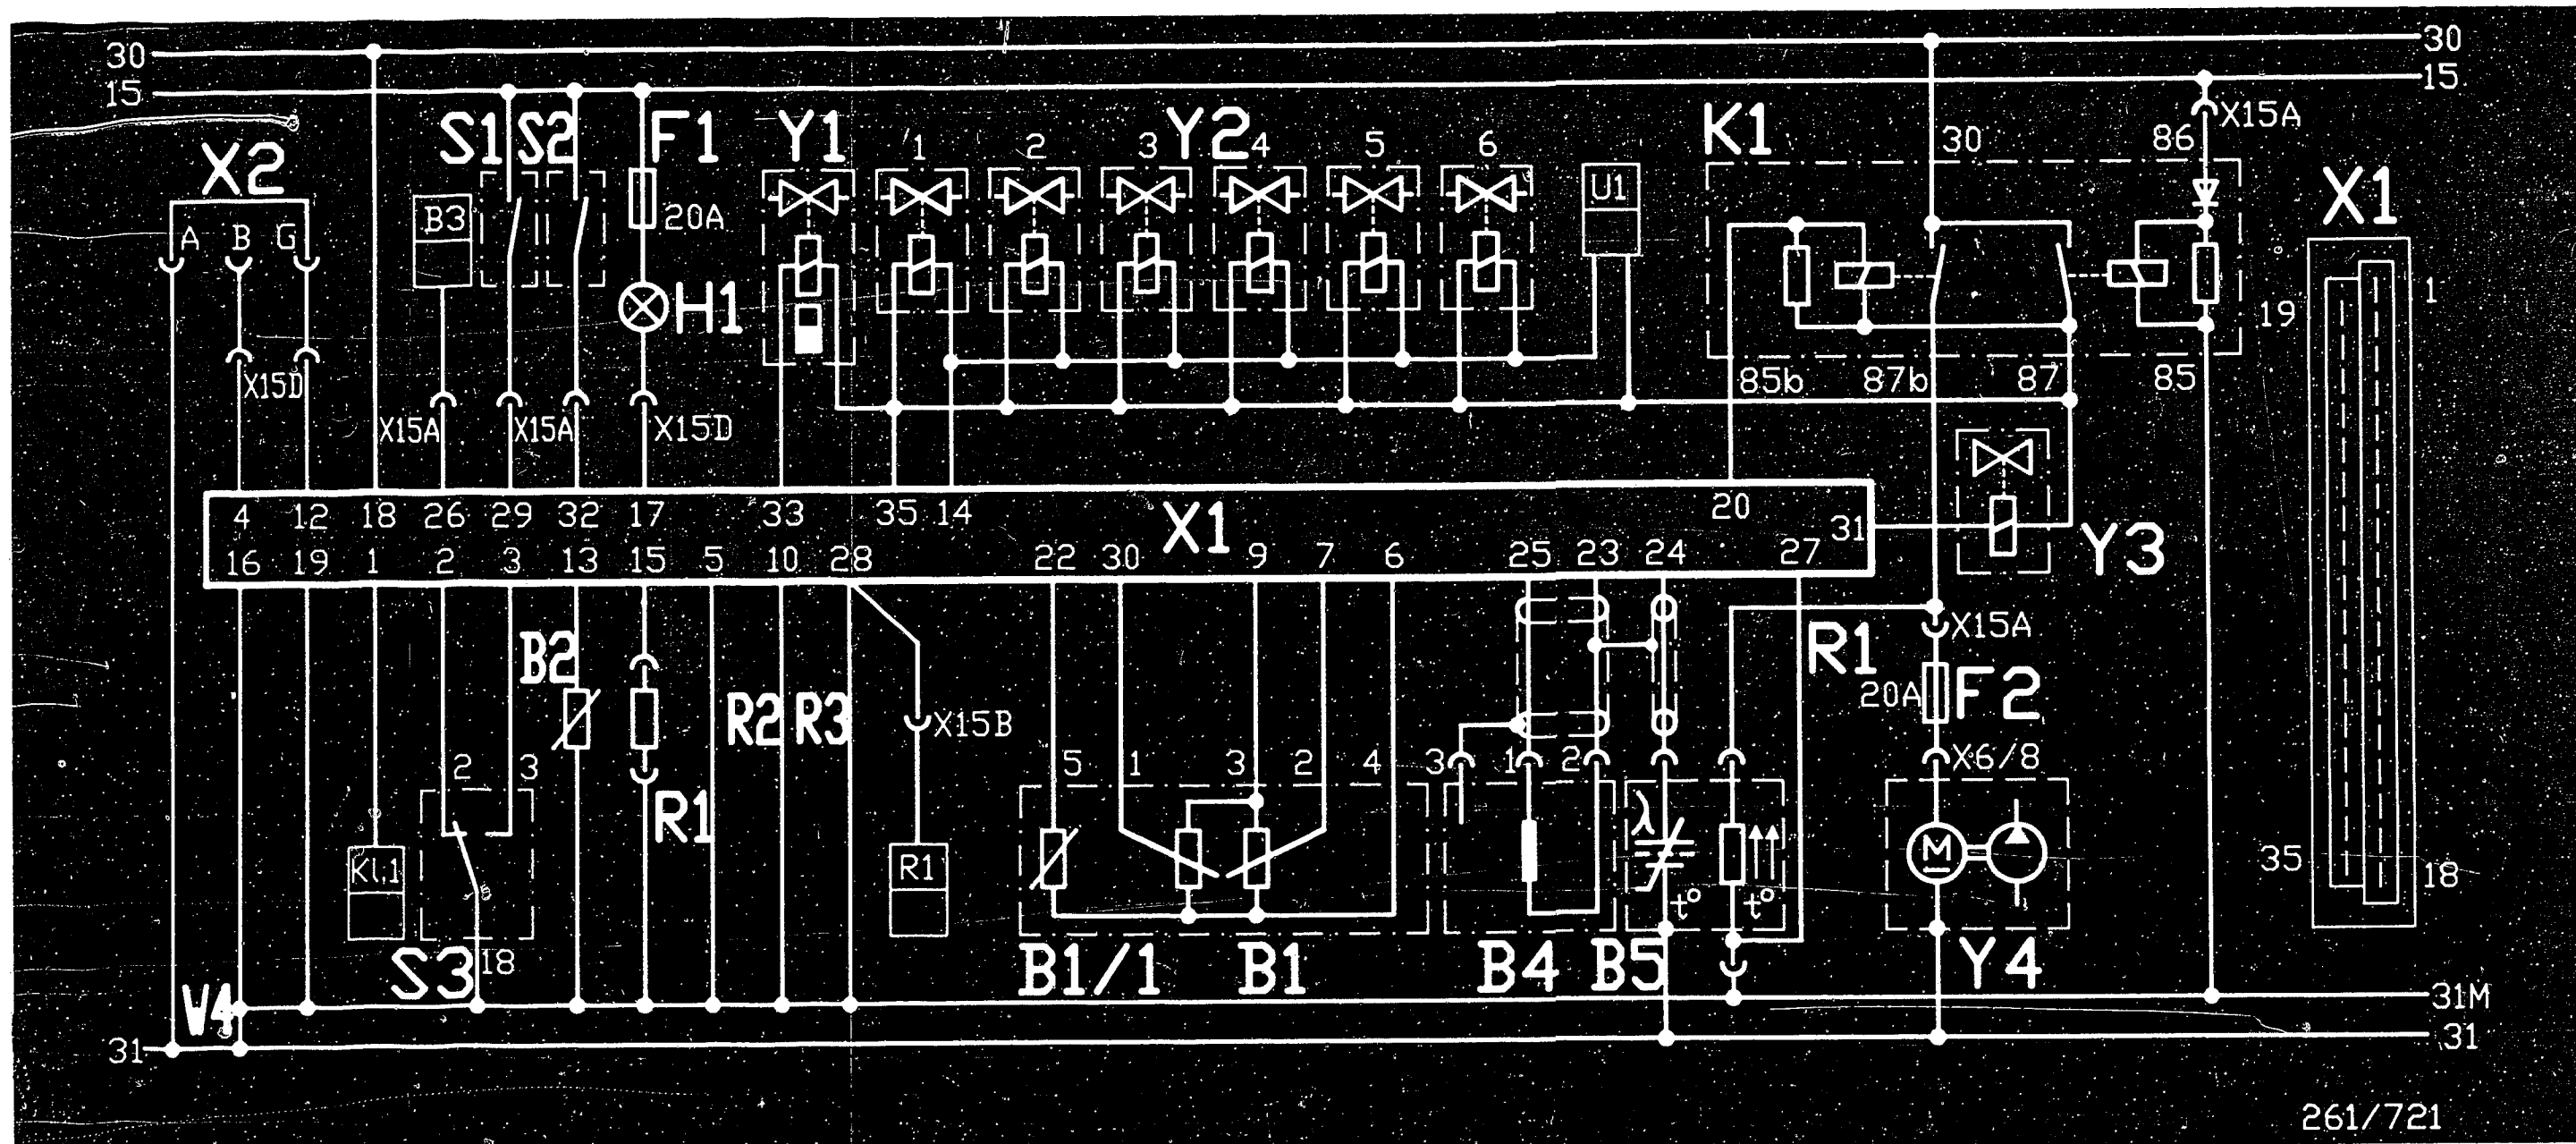 30 30
15 15
X2 S1 S2 F1 Y1 Y2 K1 X15A
1 2 3 4 5 6 30 86
A B G B3 20A U1 X1
H1 19 1
X15D 85b 87b 87 85
X15A X15A X15D
4 12 18 26 29 32 17 33 35 14 X1 20 31 Y3
16 19 1 2 3 13 15 5 10 28 22 30 9 7 6 25 23 24 27
B2 R1 X15A
R2 R3 X15B 20A F2
2 3 5 1 3 2 4 3 1 2 X6/8
R1 λ
Kl.1 R1 t° t° M 35 18
S3 18 B1/1 B1 B4 B5 Y4
V4 31M
31 31
261/721